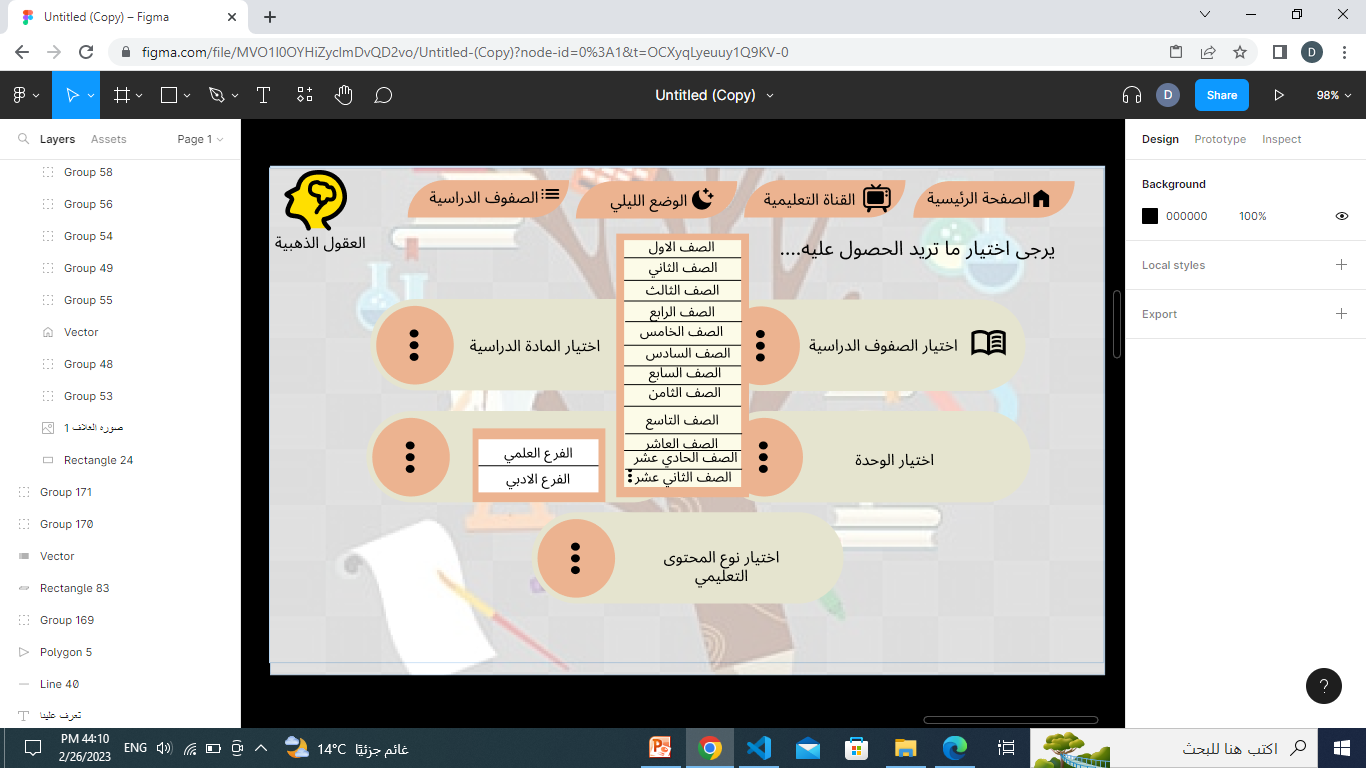 Untitled (Copy) – Figma
figma.com/file/MVO1I0OYHiZyclmDvQD2vo/Untitled-(Copy)?node-id=0%3A1&t=OCXyqLyeuuy1Q9KV-0
D
Untitled (Copy)
D
Share
98%
Layers
Assets
Page 1
Group 58
Group 56
Group 54
Group 49
Group 55
Vector
Group 48
Group 53
صوره الغلاف 1
Rectangle 24
Group 171
Group 170
Vector
Rectangle 83
Group 169
Polygon 5
Line 40
تعرف علينا
الصفحة الرئيسية
القناة التعليمية
الوضع الليلي
الصفوف الدراسية
العقول الذهبية
يرجى اختيار ما تريد الحصول عليه....
الصف الاول
الصف الثاني
الصف الثالث
الصف الرابع
الصف الخامس
الصف السادس
الصف السابع
الصف الثامن
الصف التاسع
الصف العاشر
الصف الحادي عشر
الصف الثاني عشر
اختيار الصفوف الدراسية
اختيار المادة الدراسية
اختيار الوحدة
الفرع العلمي
الفرع الادبي
اختيار نوع المحتوى
التعليمي
Design
Prototype
Inspect
Background
000000
100%
Local styles
Export
?
PM 44:10
2/26/2023
ENG
14°C
غائم جزئيًا
اكتب هنا للبحث